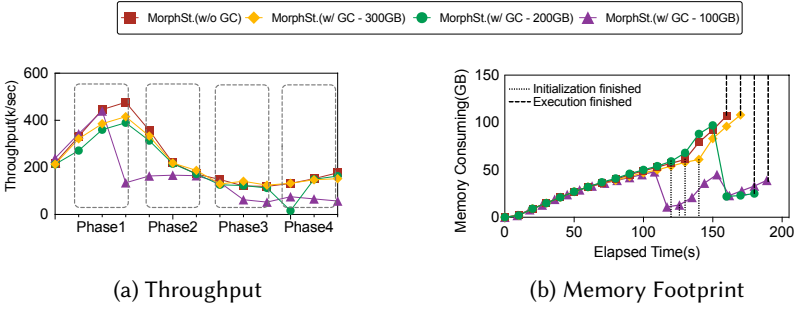 MorphSt.(w/o GC) MorphSt.(w/ GC - 300GB) MorphSt.(w/ GC - 200GB) MorphSt.(w/ GC - 100GB)
Throughput(k/sec)
600
400
200
0
Phase1 Phase2 Phase3 Phase4
(a) Throughput
Memory Consuming(GB)
150
100
50
0
Initialization finished
Execution finished
0 50 100 150 200
Elapsed Time(s)
(b) Memory Footprint